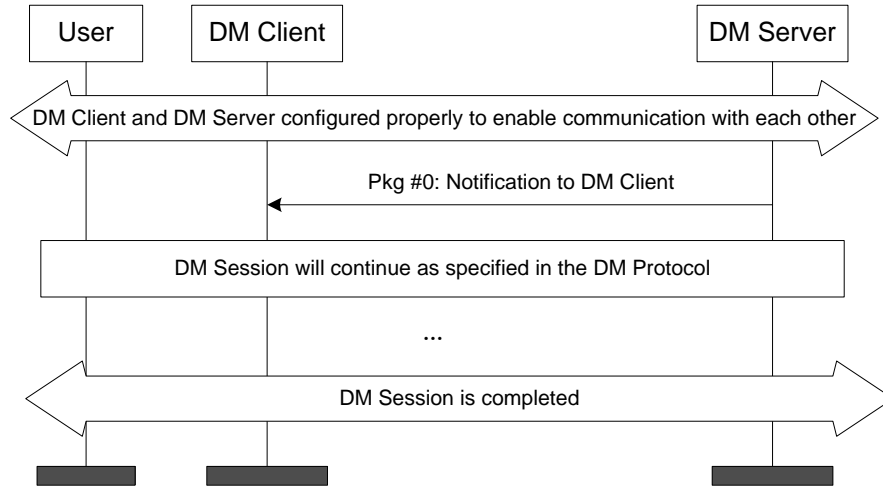 User
DM Client
DM Server
DM Client and DM Server configured properly to enable communication with each other
Pkg #0: Notification to DM Client
DM Session will continue as specified in the DM Protocol
...
DM Session is completed